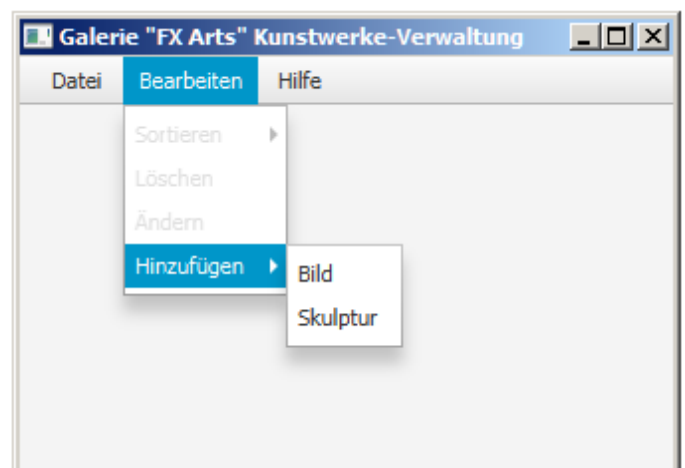 Galerie "FX Arts" Kunstwerke-Verwaltung
Datei Bearbeiten Hilfe
Sortieren
Löschen
Ändern
Hinzufügen
Bild
Skulptur